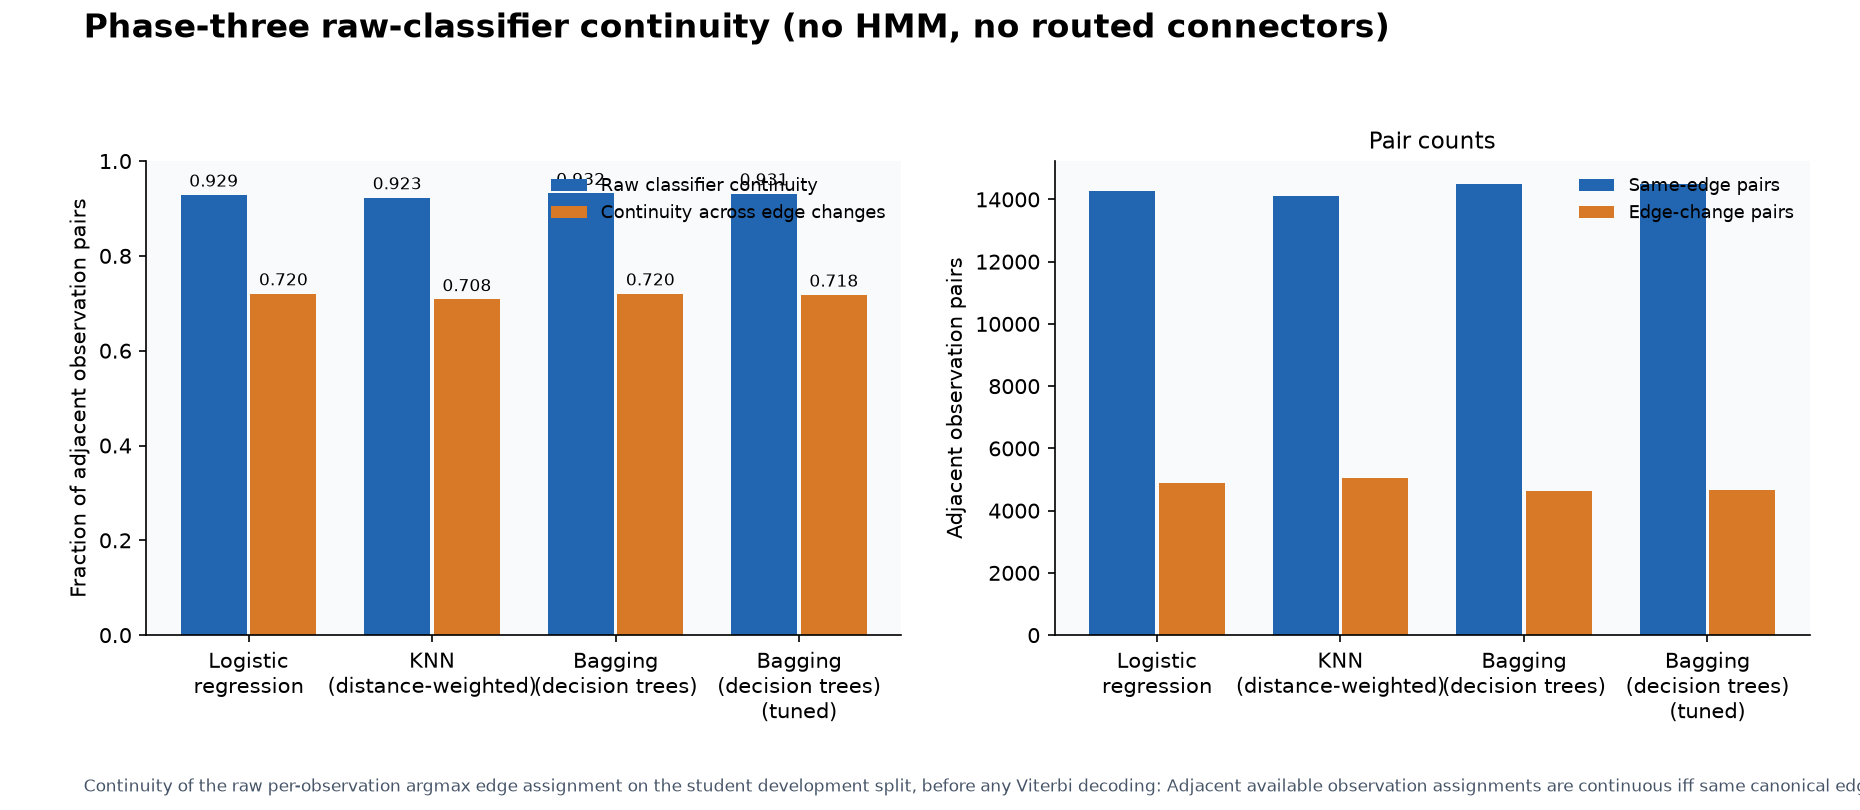 Phase-three raw-classifier continuity (no HMM, no routed connectors)
Fraction of adjacent observation pairs
1.0
0.8
0.6
0.4
0.2
0.0
0.929
0.720
0.923
0.708
0.932
0.720
0.931
0.718
Raw classifier continuity
Continuity across edge changes
Logistic
regression
KNN
(distance-weighted)
Bagging
(decision trees)
Bagging
(decision trees)
(tuned)
Pair counts
Adjacent observation pairs
14000
12000
10000
8000
6000
4000
2000
0
Same-edge pairs
Edge-change pairs
Logistic
regression
KNN
(distance-weighted)
Bagging
(decision trees)
Bagging
(decision trees)
(tuned)
Continuity of the raw per-observation argmax edge assignment on the student development split, before any Viterbi decoding: Adjacent available observation assignments are continuous iff same canonical